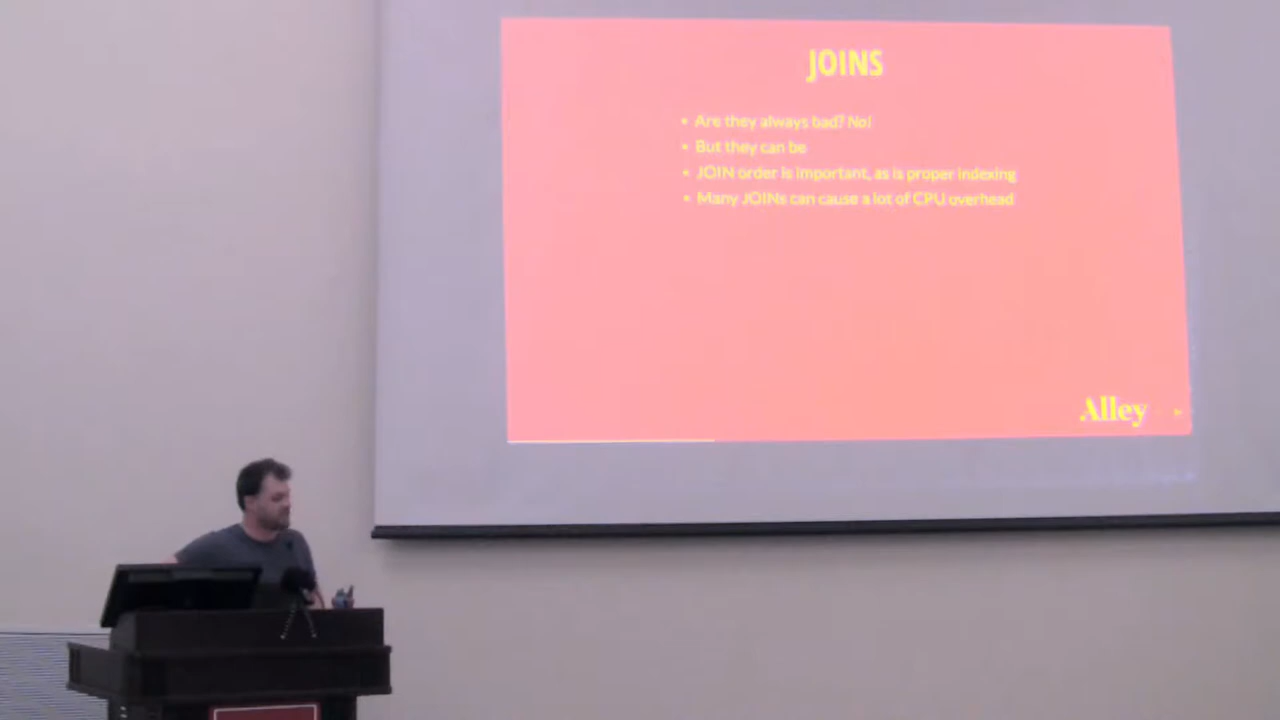 JOINS
• Are they always bad? No!
• But they can be
• JOIN order is important, as is proper indexing
• Many JOINs can cause a lot of CPU overhead
Alley